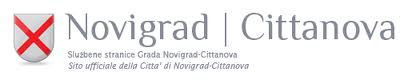 Novigrad | Cittanova
Službene stranice Grada Novigrad-Cittanova
Sito ufficiale della Citta' di Novigrad-Cittanova